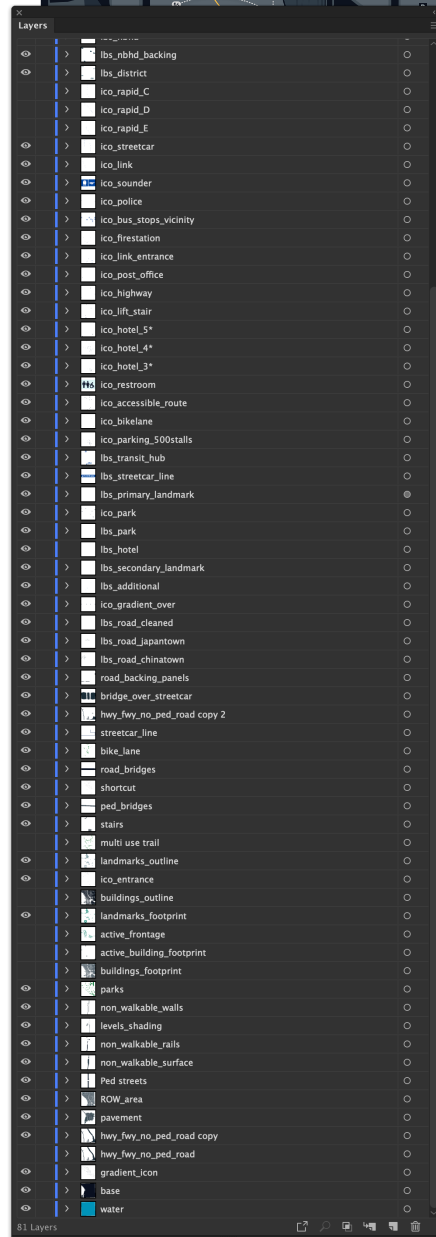 Layers
lbs_nbhd_backing
lbs_district
ico_rapid_C
ico_rapid_D
ico_rapid_E
ico_streetcar
ico_link
ico_sounder
ico_police
ico_bus_stops_vicinity
ico_firestation
ico_link_entrance
ico_post_office
ico_highway
ico_lift_stair
ico_hotel_5*
ico_hotel_4*
ico_hotel_3*
ico_restroom
ico_accessible_route
ico_bikelane
ico_parking_500stalls
lbs_transit_hub
lbs_streetcar_line
lbs_primary_landmark
ico_park
lbs_park
lbs_hotel
lbs_secondary_landmark
lbs_additional
ico_gradient_over
lbs_road_cleaned
lbs_road_japantown
lbs_road_chinatown
road_backing_panels
bridge_over_streetcar
hwy_fwy_no_ped_road copy 2
streetcar_line
bike_lane
road_bridges
shortcut
ped_bridges
stairs
multi use trail
landmarks_outline
ico_entrance
buildings_outline
landmarks_footprint
active_frontage
active_building_footprint
buildings_footprint
parks
non_walkable_walls
levels_shading
non_walkable_rails
non_walkable_surface
Ped streets
ROW_area
pavement
hwy_fwy_no_ped_road copy
hwy_fwy_no_ped_road
gradient_icon
base
water
81 Layers